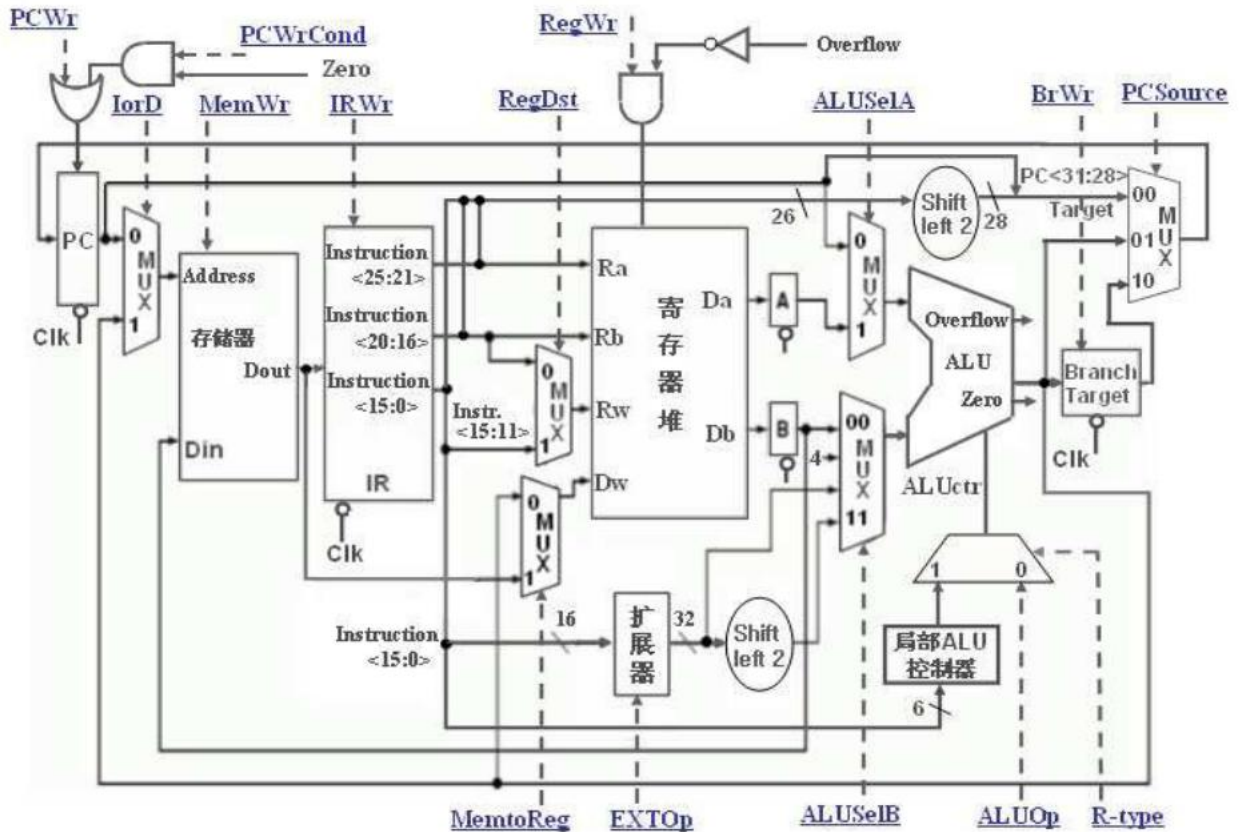 PCWr
PCWrCond
Zero
RegWr
Overflow
IorD
MemWr
IRWr
RegDst
ALUSelA
BrWr
PCSource
PC
Clk
0
MUX
1
Address
存储器
Dout
Din
Instruction
<25:21>
Instruction
<20:16>
Instruction
<15:0>
IR
Clk
Instr.
<15:11>
0
MUX
1
0
MUX
1
Ra
Rb
Rw
Dw
寄存器堆
Da
Db
A
B
26
Shift
left 2
28
PC<31:28>
Target
00
01
10
MUX
0
MUX
1
00
4
MUX
11
Overflow
ALU
Zero
ALUctr
Branch
Target
Clk
1
0
局部ALU
控制器
6
Instruction
<15:0>
16
扩展器
32
Shift
left 2
MemtoReg
EXTOp
ALUSelB
ALUOp
R-type